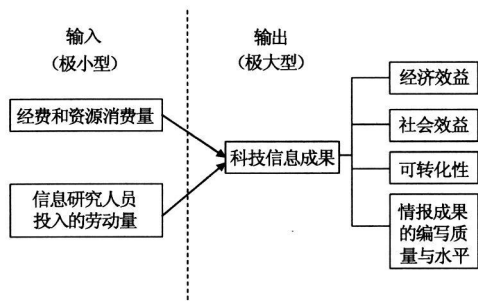 输入
（极小型）
输出
（极大型）
经费和资源消费量
信息研究人员
投入的劳动量
科技信息成果
经济效益
社会效益
可转化性
情报成果
的编写质
量与水平